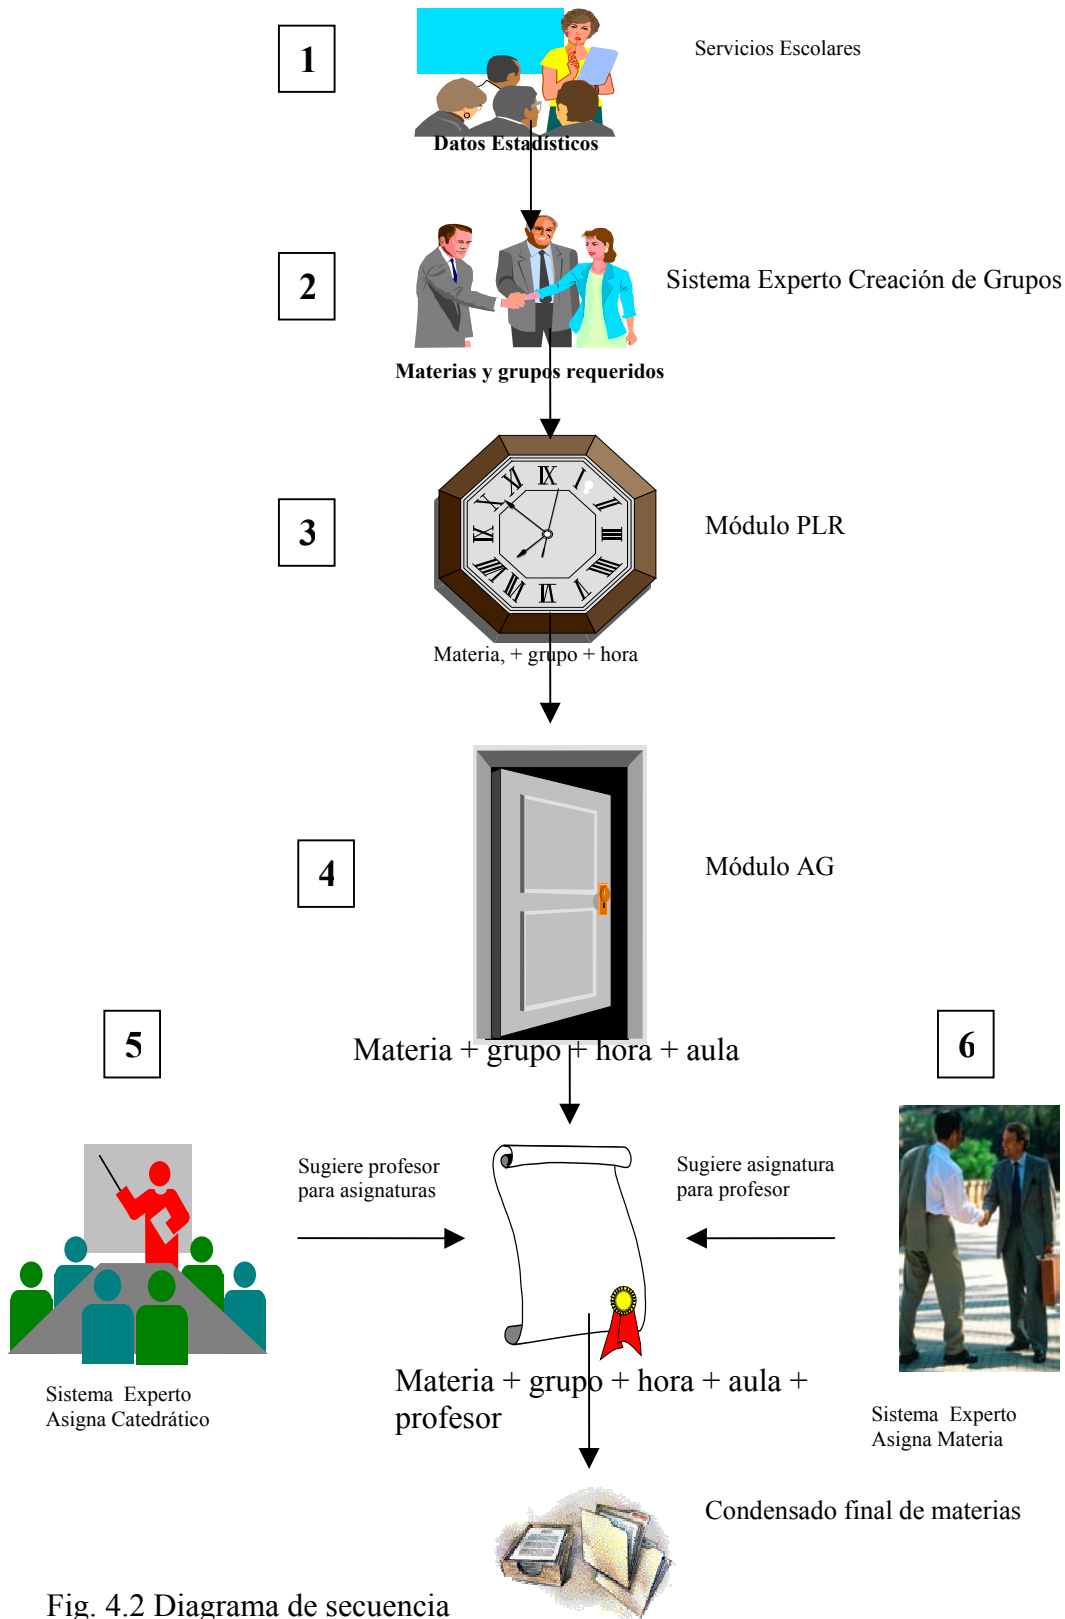 1
Servicios Escolares
Datos Estadísticos
2
Sistema Experto Creación de Grupos
Materias y grupos requeridos
3
Módulo PLR
Materia, + grupo + hora
4
Módulo AG
5
Materia + grupo + hora + aula
6
Sugiere profesor
para asignaturas
Sugiere asignatura
para profesor
Sistema Experto
Asigna Catedrático
Materia + grupo + hora + aula +
profesor
Sistema Experto
Asigna Materia
Condensado final de materias
Fig. 4.2 Diagrama de secuencia